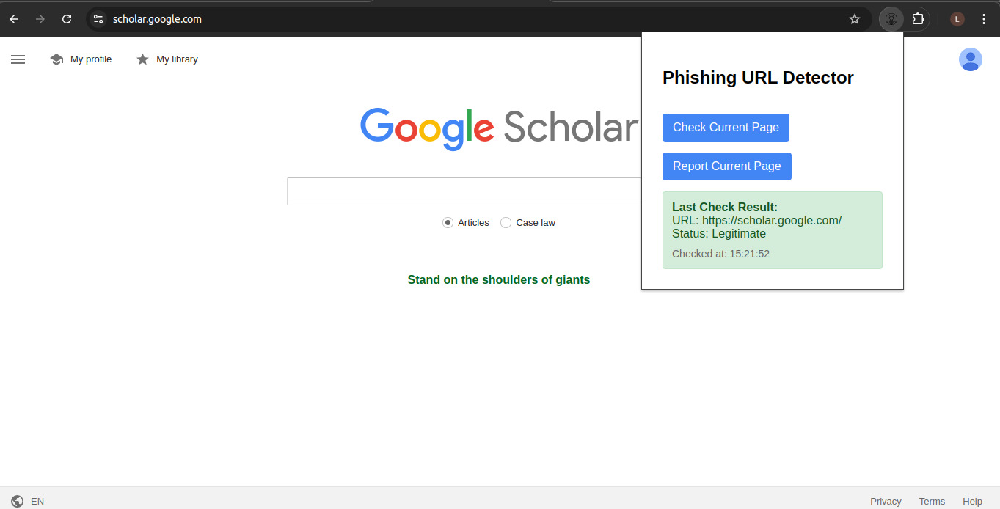 scholar.google.com
L
My profile
My library
Google Scholar
Articles
Case law
Stand on the shoulders of giants
Phishing URL Detector
Check Current Page
Report Current Page
Last Check Result:
URL: https://scholar.google.com/
Status: Legitimate
Checked at: 15:21:52
EN
Privacy
Terms
Help